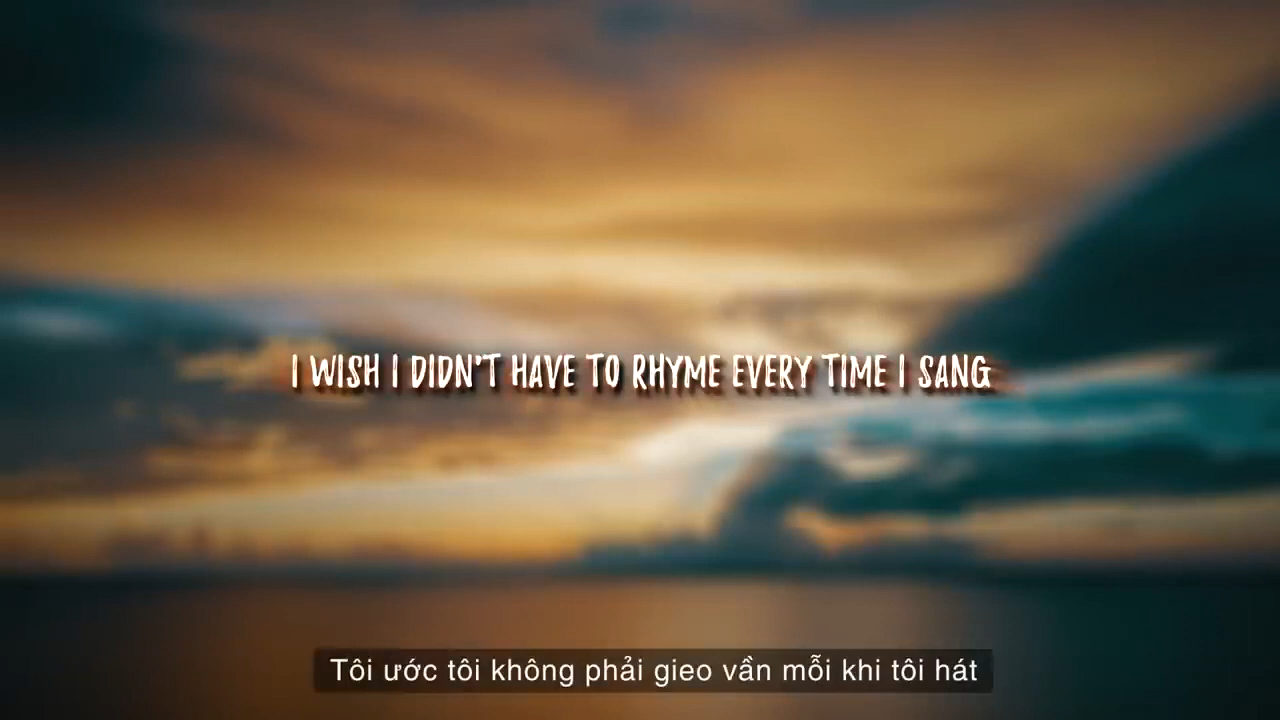 I WISH I DIDN'T HAVE TO RHYME EVERY TIME I SANG
Tôi ước tôi không phải gieo vần mỗi khi tôi hát